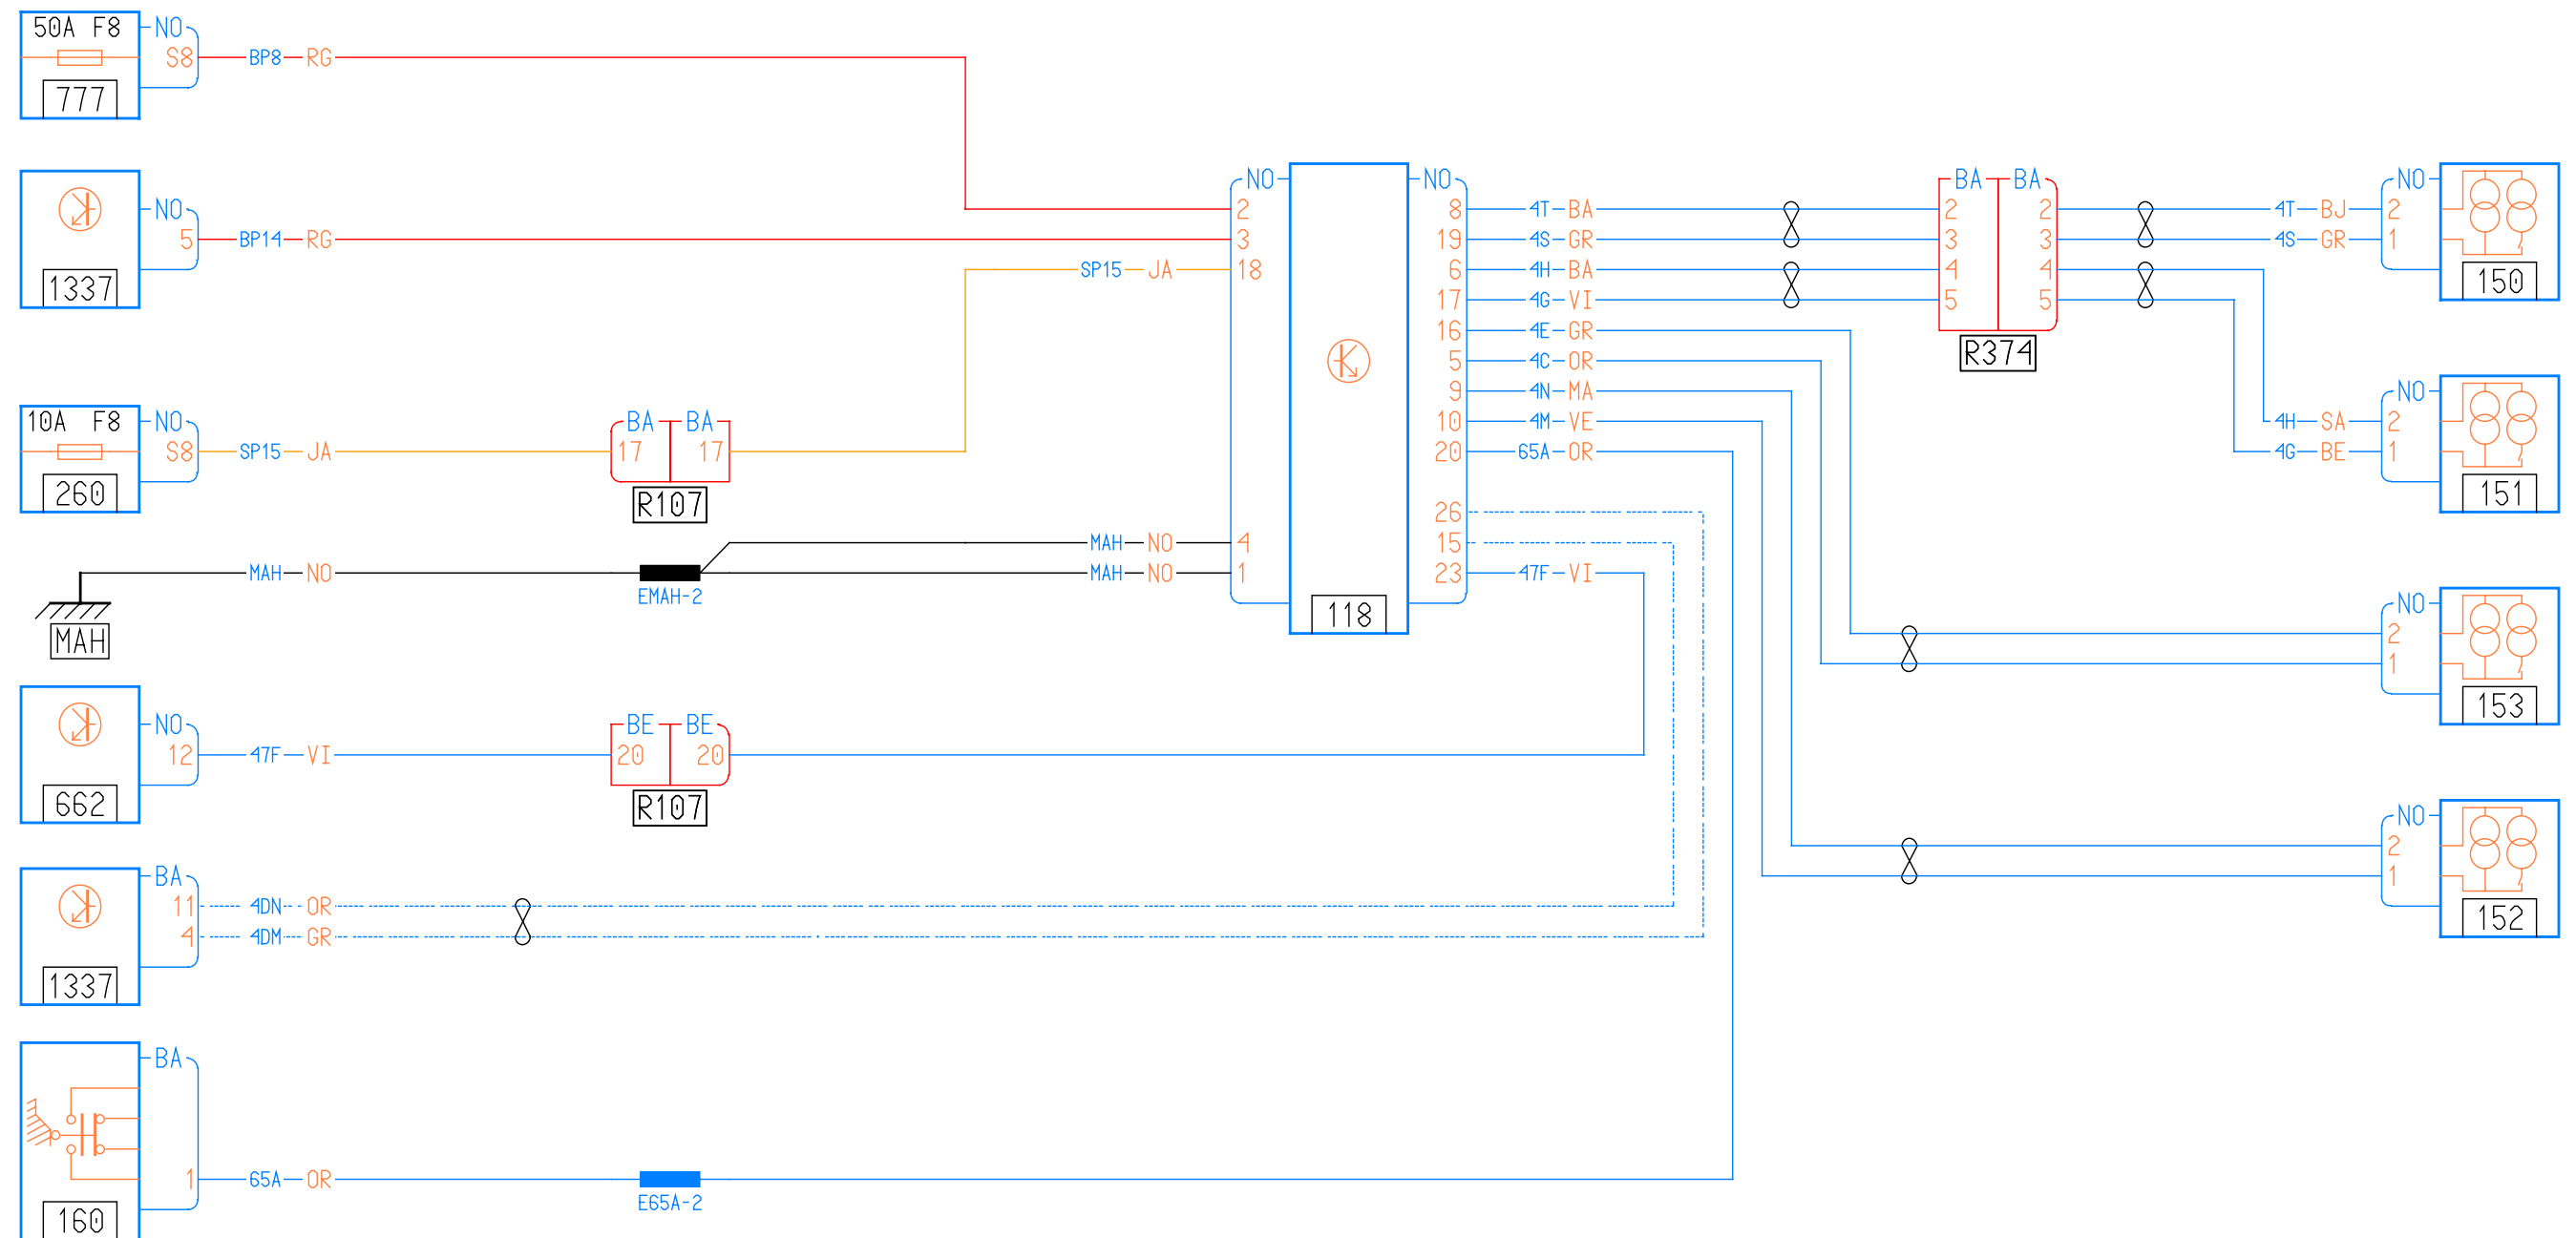 50A F8 NO
S8 BP8 RG
777
NO
5 BP14 RG
1337
10A F8 NO
S8 SP15 JA
260
BA BA
17 17
R107
MAH NO
MAH
EMAH-2
NO
12 47F VI
662
BE BE
20 20
R107
BA
11 4DN OR
4 4DM GR
1337
BA
1 65A OR
160
E65A-2
NO NO
2
3
SP15 JA 18
MAH NO 4
MAH NO 1
118
8 4T BA
19 4S GR
6 4H BA
17 4G VI
16 4E GR
5 4C OR
9 4N MA
10 4M VE
20 65A OR
26
15
23 47F VI
BA BA
2 2
3 3
4 4
5 5
R374
NO
4T BJ 2
4S GR 1
150
NO
4H SA 2
4G BE 1
151
NO
2
1
153
NO
2
1
152